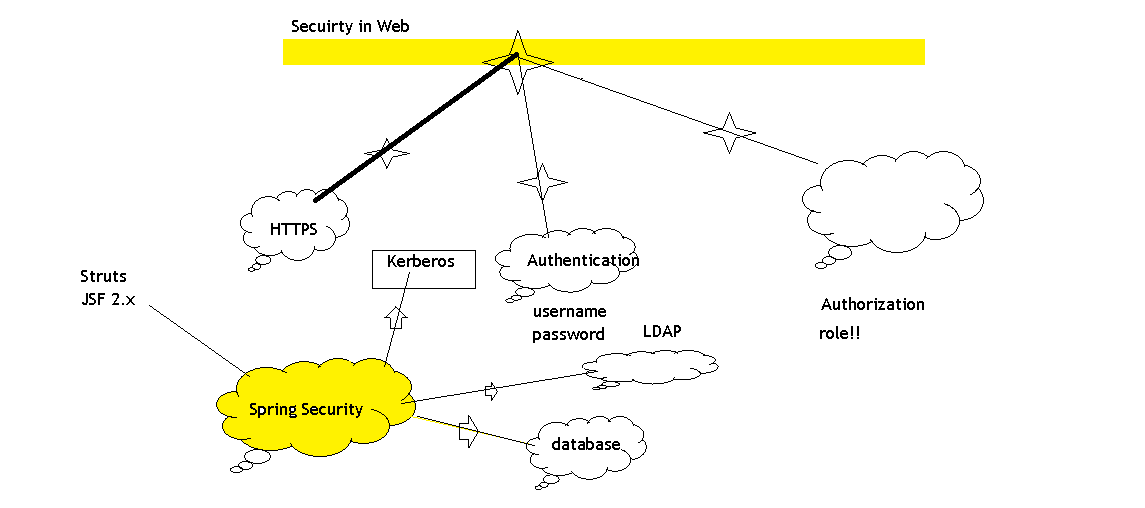 Secuirty in Web
HTTPS
Kerberos
Authentication
username
password
Authorization
role!!
Struts
JSF 2.x
LDAP
Spring Security
database